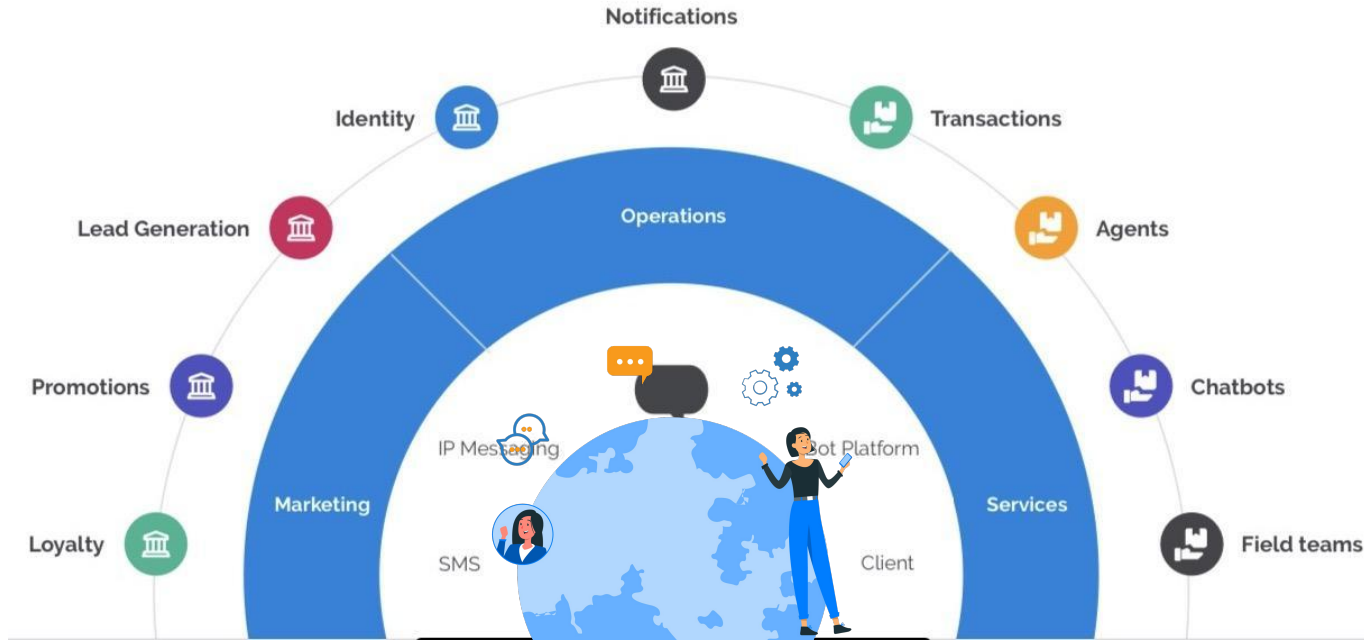 Notifications
Identity
Transactions
Lead Generation
Operations
Agents
Promotions
Chatbots
IP Messaging
Bot Platform
Marketing
Services
Loyalty
SMS
Client
Field teams